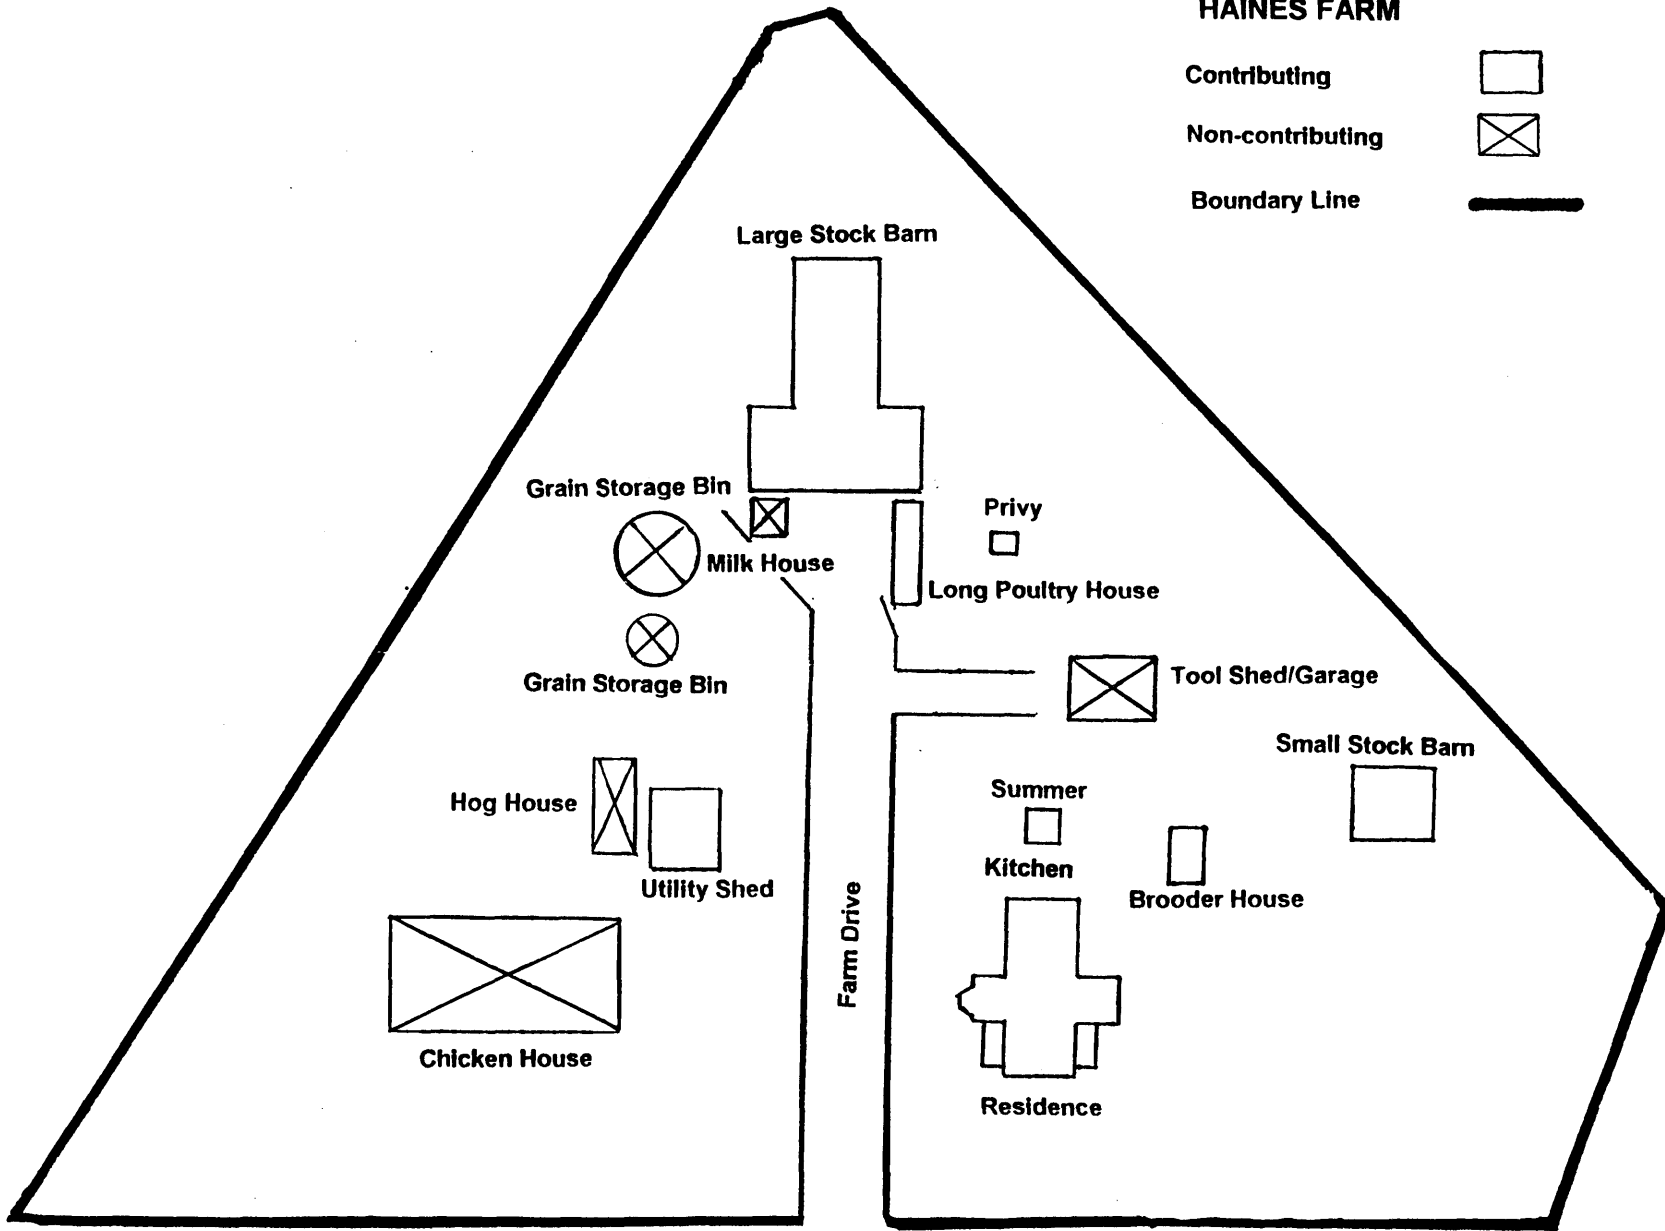 HAINES FARM
Contributing
Non-contributing
Boundary Line
Large Stock Barn
Grain Storage Bin
Privy
Milk House
Long Poultry House
Grain Storage Bin
Tool Shed/Garage
Small Stock Barn
Hog House
Summer
Kitchen
Utility Shed
Brooder House
Farm Drive
Chicken House
Residence